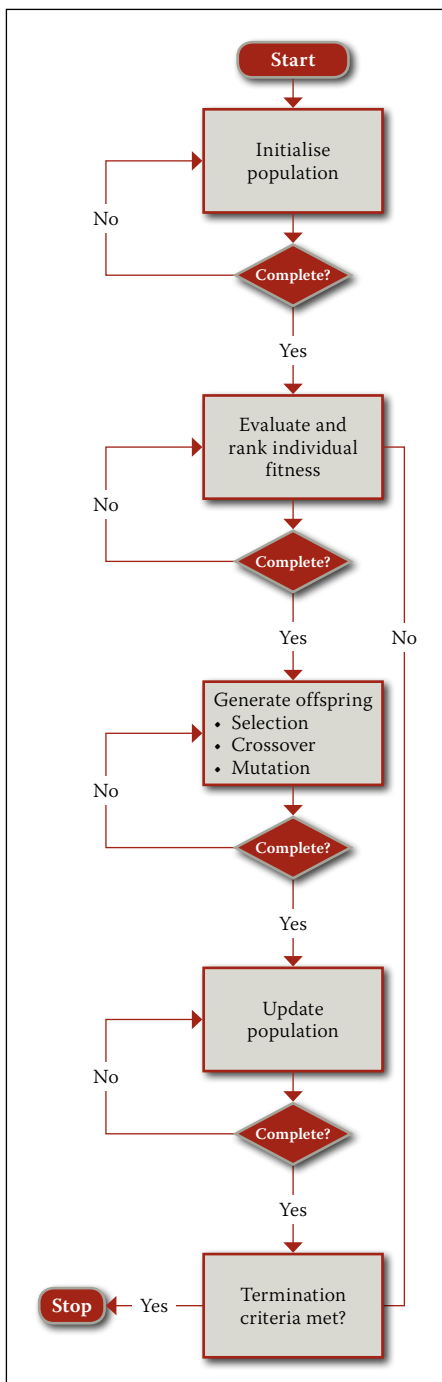 Start
Initialise
population
No
Complete?
Yes
Evaluate and
rank individual
fitness
No
Complete?
Yes
No
Generate offspring
• Selection
• Crossover
• Mutation
No
Complete?
Yes
Update
population
No
Complete?
Yes
Stop
Yes
Termination
criteria met?